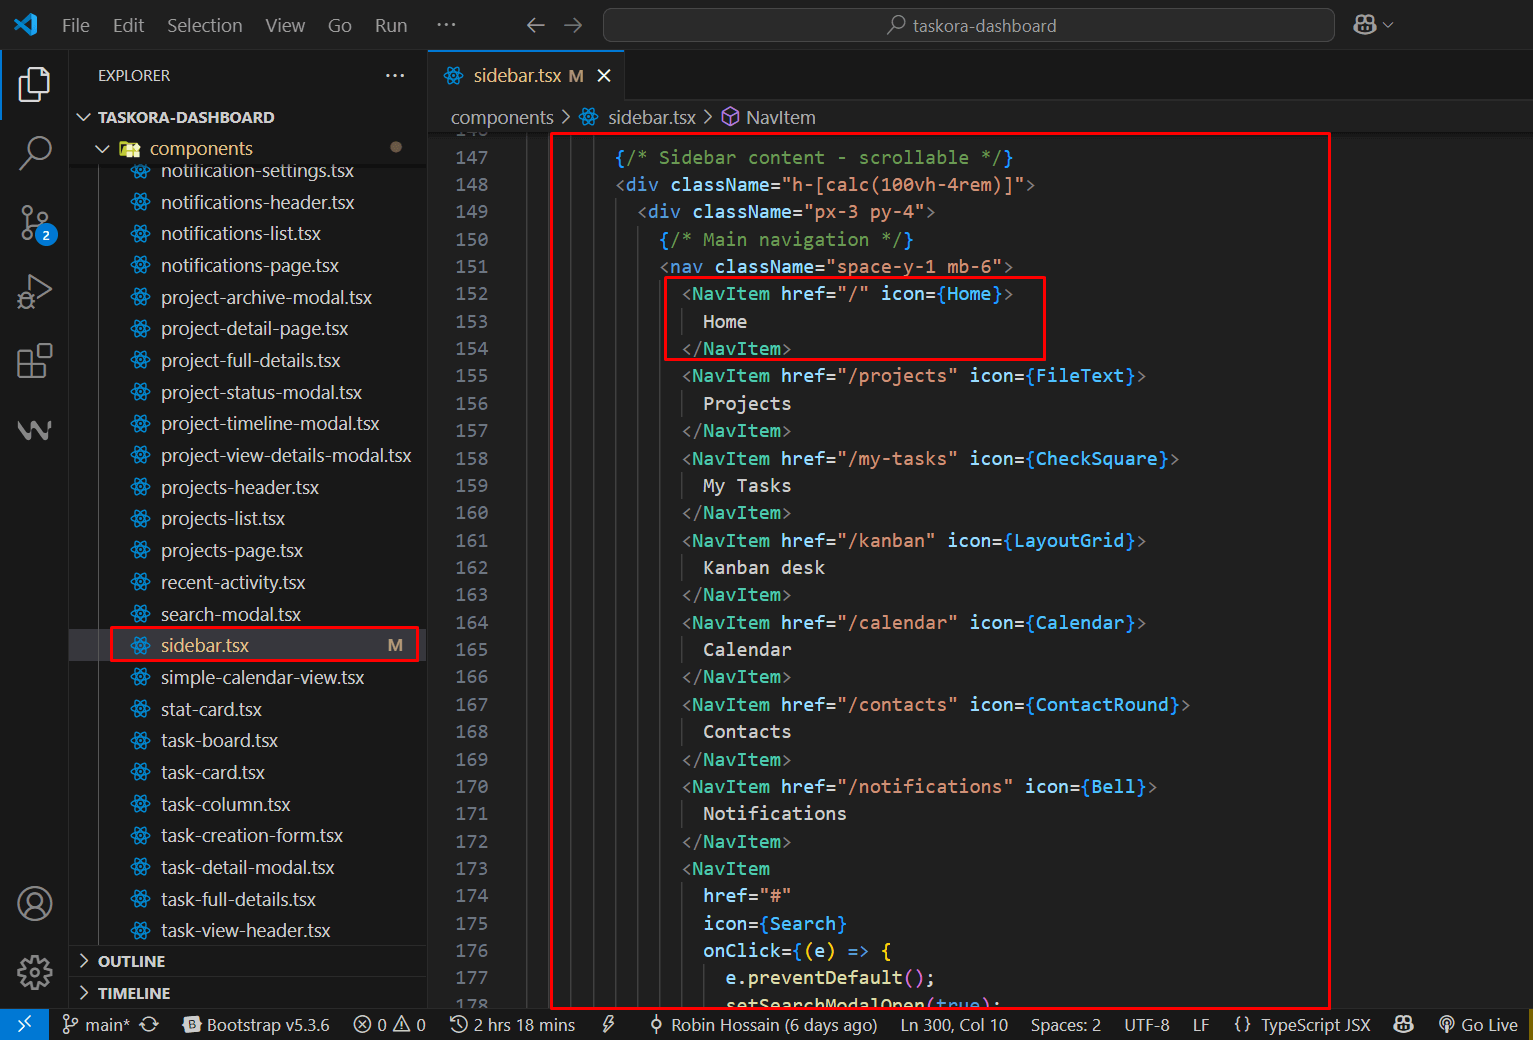 File Edit Selection View Go Run ···
taskora-dashboard
EXPLORER
TASKORA-DASHBOARD
components
notification-settings.tsx
notifications-header.tsx
notifications-list.tsx
notifications-page.tsx
project-archive-modal.tsx
project-detail-page.tsx
project-full-details.tsx
project-status-modal.tsx
project-timeline-modal.tsx
project-view-details-modal.tsx
projects-header.tsx
projects-list.tsx
projects-page.tsx
recent-activity.tsx
search-modal.tsx
sidebar.tsx M
simple-calendar-view.tsx
stat-card.tsx
task-board.tsx
task-card.tsx
task-column.tsx
task-creation-form.tsx
task-detail-modal.tsx
task-full-details.tsx
task-view-header.tsx
OUTLINE
TIMELINE
2
sidebar.tsx M
components > sidebar.tsx > NavItem
146
147 {/* Sidebar content - scrollable */}
148 <div className="h-[calc(100vh-4rem)]">
149 <div className="px-3 py-4">
150 {/* Main navigation */}
151 <nav className="space-y-1 mb-6">
152 <NavItem href="/" icon={Home}>
153 Home
154 </NavItem>
155 <NavItem href="/projects" icon={FileText}>
156 Projects
157 </NavItem>
158 <NavItem href="/my-tasks" icon={CheckSquare}>
159 My Tasks
160 </NavItem>
161 <NavItem href="/kanban" icon={LayoutGrid}>
162 Kanban desk
163 </NavItem>
164 <NavItem href="/calendar" icon={Calendar}>
165 Calendar
166 </NavItem>
167 <NavItem href="/contacts" icon={ContactRound}>
168 Contacts
169 </NavItem>
170 <NavItem href="/notifications" icon={Bell}>
171 Notifications
172 </NavItem>
173 <NavItem
174 href="#"
175 icon={Search}
176 onClick={(e) => {
177 e.preventDefault();
178 setSearchModalOpen(true);
main* B Bootstrap v5.3.6 0 0 2 hrs 18 mins Robin Hossain (6 days ago) Ln 300, Col 10 Spaces: 2 UTF-8 LF {} TypeScript JSX Go Live